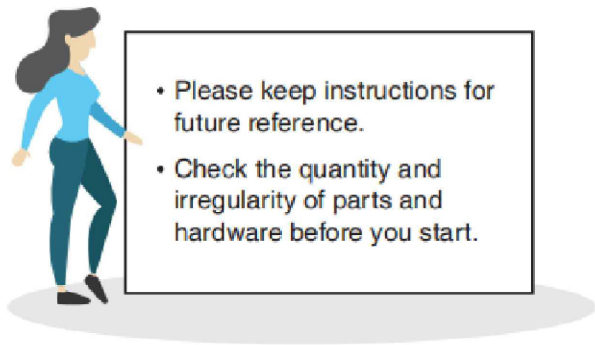 • Please keep instructions for
future reference.
• Check the quantity and
irregularity of parts and
hardware before you start.